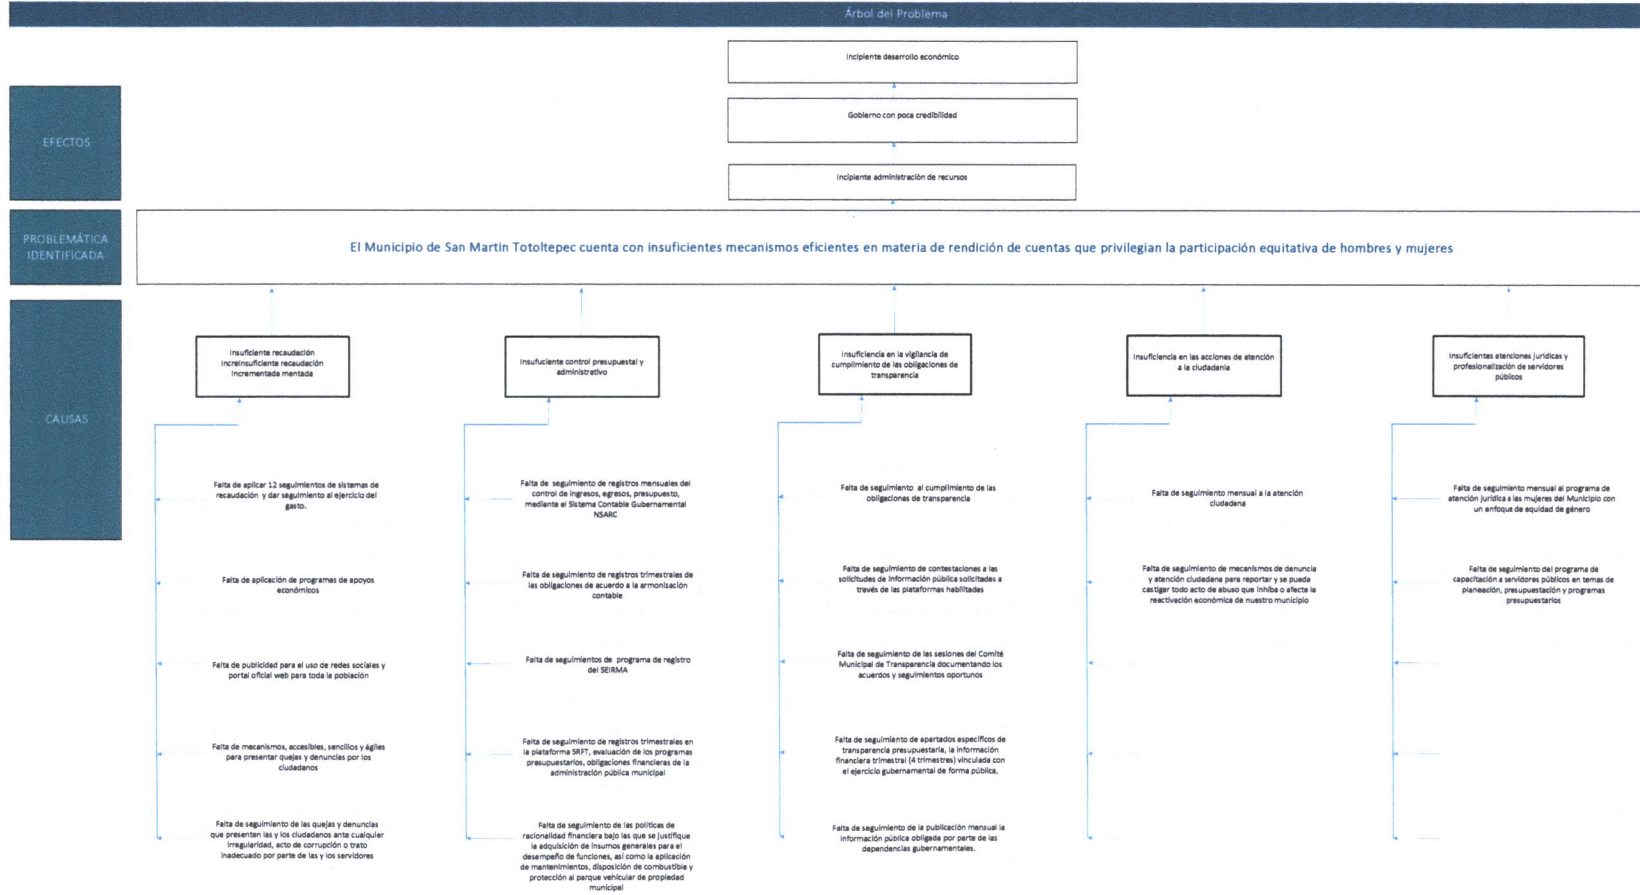 Árbol del Problema
Incipiente desarrollo económico
EFECTOS
Gobierno con poca credibilidad
Incipiente administración de recursos
PROBLEMÁTICA
IDENTIFICADA
El Municipio de San Martin Totoltepec cuenta con insuficientes mecanismos eficientes en materia de rendición de cuentas que privilegian la participación equitativa de hombres y mujeres
CAUSAS
Insuficiente recaudación
Increinsuficiente recaudación
Incrementada mentada
Falta de aplicar 12 seguimientos de sistemas de
recaudación y dar seguimiento al ejercicio del
gasto.
Falta de aplicación de programas de apoyos
económicos
Falta de publicidad para el uso de redes sociales y
portal oficial web para toda la población
Falta de mecanismos, accesibles, sencillos y ágiles
para presentar quejas y denuncias por los
ciudadanos
Falta de seguimiento de las quejas y denuncias
que presenten las y los ciudadanos ante cualquier
irregularidad, acto de corrupción o trato
inadecuado por parte de las y los servidores
Insufuciente control presupuestal y
administrativo
Falta de seguimiento de registros mensuales del
control de ingresos, egresos, presupuesto,
mediante el Sistema Contable Gubernamental
NSARC
Falta de seguimiento de registros trimestrales de
las obligaciones de acuerdo a la armonización
contable
Falta de seguimientos de programa de registro
del SEIRMA
Falta de seguimiento de registros trimestrales en
la plataforma SRFT, evaluación de los programas
presupuestarios, obligaciones financieras de la
administración pública municipal
Falta de seguimiento de las políticas de
racionalidad financiera bajo las que se justifique
la adquisición de insumos generales para el
desempeño de funciones, así como la aplicación
de mantenimientos, disposición de combustible y
protección al parque vehicular de propiedad
municipal
Insuficiencia en la vigilancia de
cumplimiento de las obligaciones de
transparencia
Falta de seguimiento al cumplimiento de las
obligaciones de transparencia
Falta de seguimiento de contestaciones a las
solicitudes de información pública solicitades a
través de las plataformas habilitadas
Falta de seguimiento de las sesiones del Comité
Municipal de Transparencia documentando los
acuerdos y seguimientos oportunos
Falta de seguimiento de apartados específicos de
transparencia presupuestaria, la información
financiera trimestral (4 trimestres) vinculada con
el ejercicio gubernamental de forma pública,
Falta de seguimiento de la publicación mensual la
información pública obligada por parte de las
dependencias gubernamentales.
Insuficiencia en las acciones de atención
a la ciudadanía
Falta de seguimiento mensual a la atención
ciudadana
Falta de seguimiento de mecanismos de denuncia
y atención ciudadana para reportar y se pueda
castigar todo acto de abuso que inhiba o afecte la
reactivación económica de nuestro municipio
Insuficientes atenciones jurídicas y
profesionalización de servidores
públicos
Falta de seguimiento mensual al programa de
atención jurídica a las mujeres del Municipio con
un enfoque de equidad de género
Falta de seguimiento del programa de
capacitación a servidores públicos en temas de
planeación, presupuestación y programas
presupuestarios